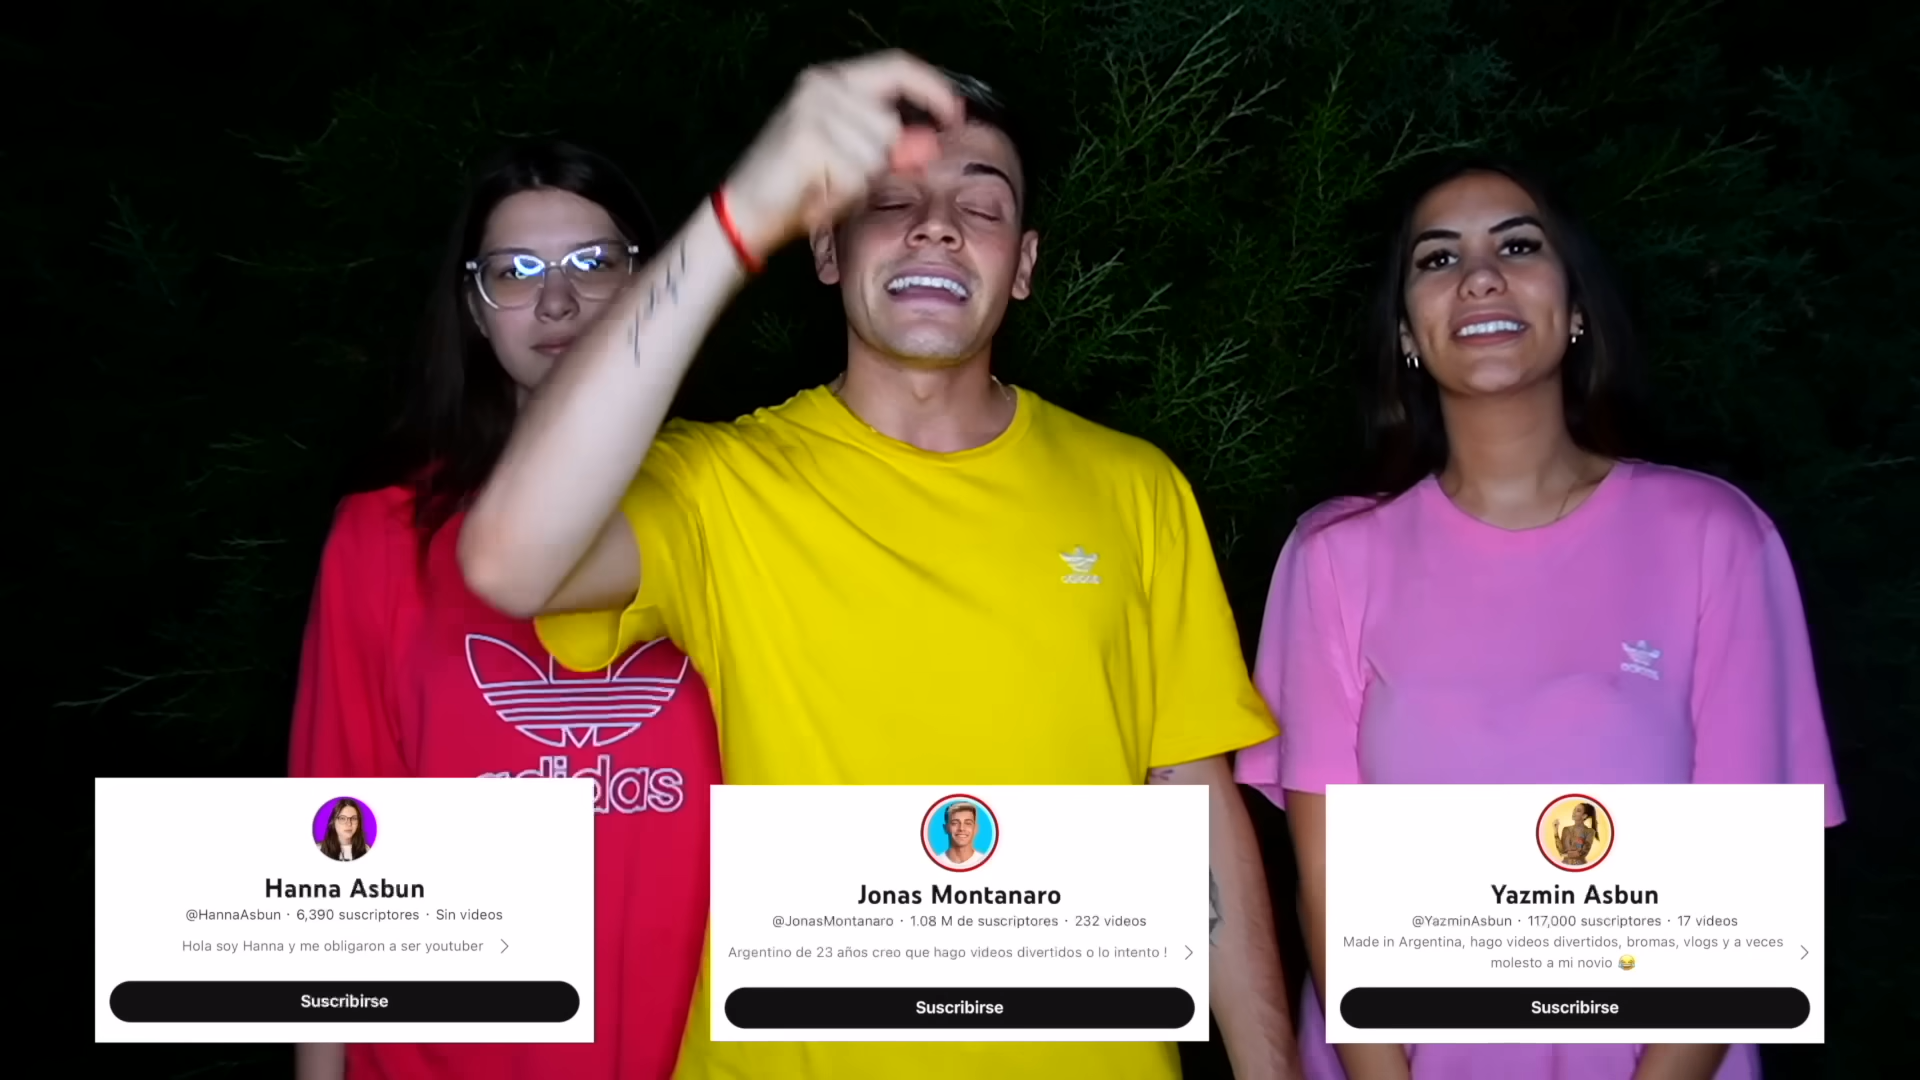 adidas
adidas
adidas
Hanna Asbun
@HannaAsbun · 6,390 suscriptores · Sin videos
Hola soy Hanna y me obligaron a ser youtuber
Suscribirse
Jonas Montanaro
@JonasMontanaro · 1.08 M de suscriptores · 232 videos
Argentino de 23 años creo que hago videos divertidos o lo intento !
Suscribirse
Yazmin Asbun
@YazminAsbun · 117,000 suscriptores · 17 videos
Made in Argentina, hago videos divertidos, bromas, vlogs y a veces
molesto a mi novio 😂
Suscribirse